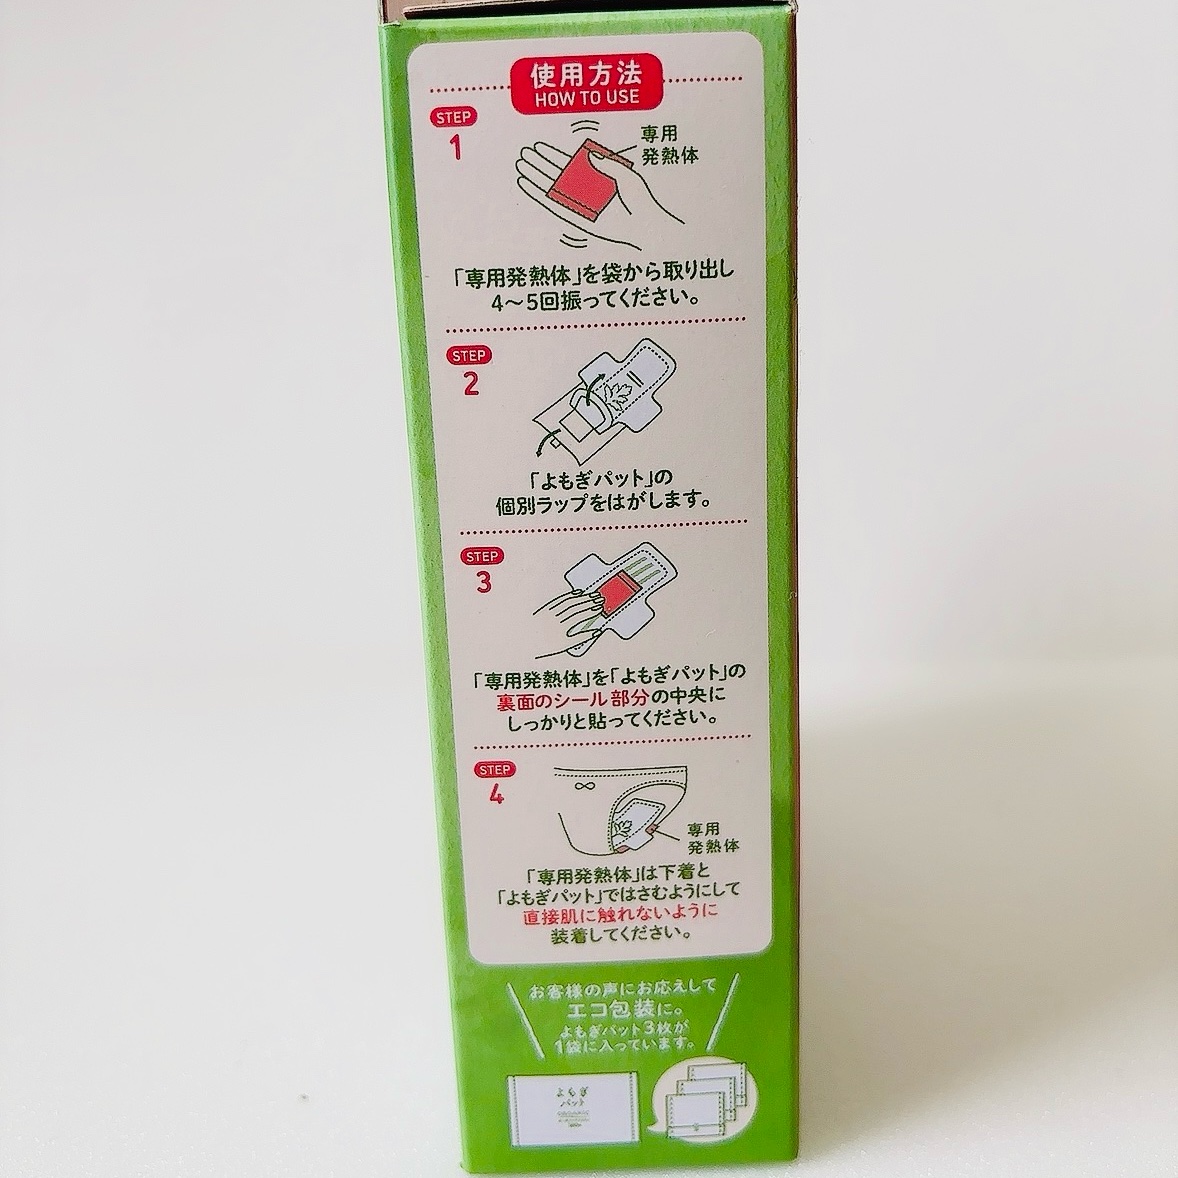 使用方法
HOW TO USE
STEP
1
専用
発熱体
「専用発熱体」を袋から取り出し
4〜5回振ってください。
STEP
2
「よもぎパット」の
個別ラップをはがします。
STEP
3
「専用発熱体」を「よもぎパット」の
裏面のシール部分の中央に
しっかりと貼ってください。
STEP
4
専用
発熱体
「専用発熱体」は下着と
「よもぎパット」ではさむようにして
直接肌に触れないように
装着してください。
お客様の声にお応えして
エコ包装に。
よもぎパット3枚が
1袋に入っています。
よもぎ
パット